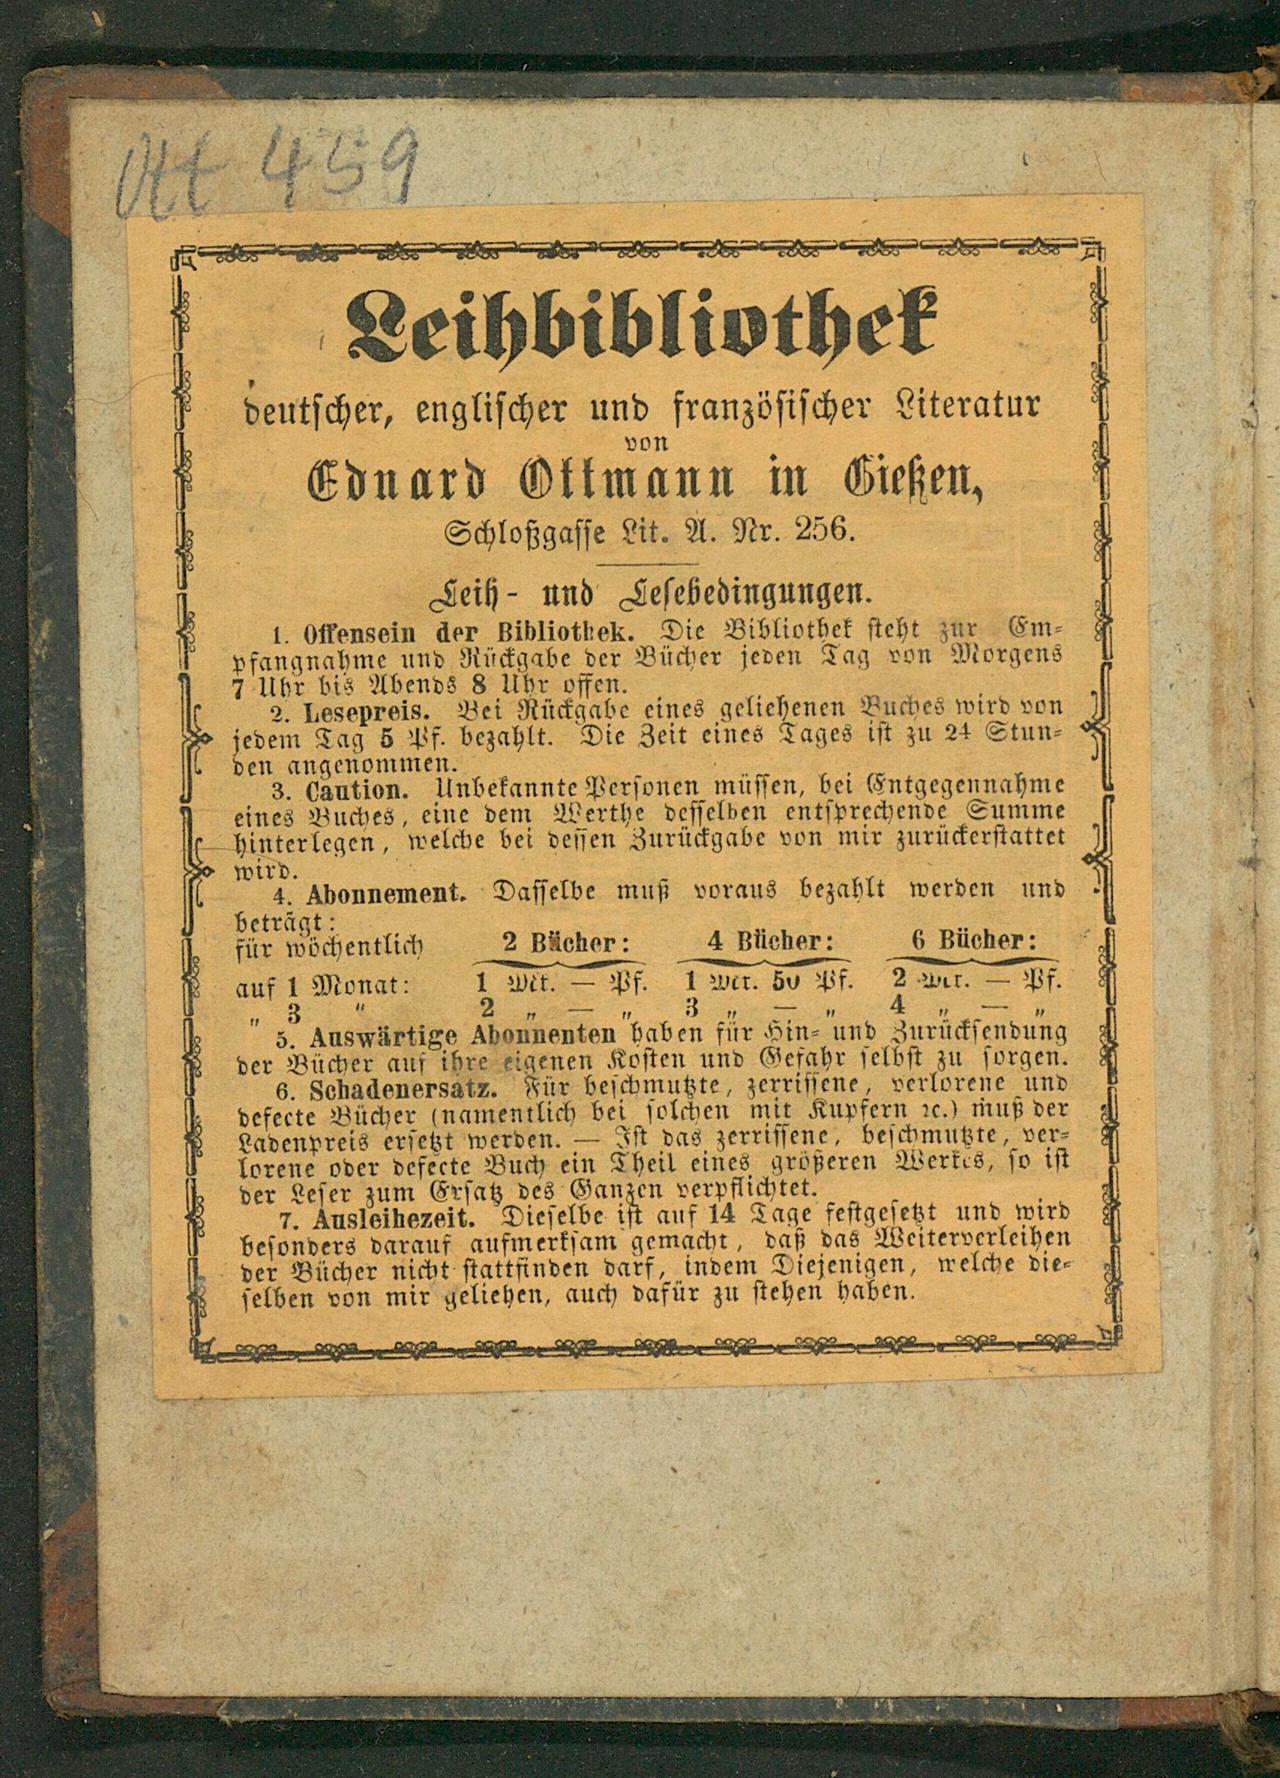 Ott 459
Leihbibliothek
deutscher, englischer und französischer Literatur
von
Eduard Ottmann in Gießen,
Schloßgasse Lit. A. Nr. 256.
Leih- und Lesebedingungen.
1. Offensein der Bibliothek. Die Bibliothek steht zur Em-
pfangnahme und Rückgabe der Bücher jeden Tag von Morgens
7 Uhr bis Abends 8 Uhr offen.
2. Lesepreis. Bei Rückgabe eines geliehenen Buches wird von
jedem Tag 5 Pf. bezahlt. Die Zeit eines Tages ist zu 24 Stun-
den angenommen.
3. Caution. Unbekannte Personen müssen, bei Entgegennahme
eines Buches, eine dem Werthe desselben entsprechende Summe
hinterlegen, welche bei dessen Zurückgabe von mir zurückerstattet
wird.
4. Abonnement. Dasselbe muß voraus bezahlt werden und
beträgt:
für wöchentlich 2 Bücher: 4 Bücher: 6 Bücher:
auf 1 Monat: 1 Mk. — Pf. 1 Mk. 50 Pf. 2 Mk. — Pf.
„ 3 „ 2 „ — „ 3 „ — „ 4 „ — „
5. Auswärtige Abonnenten haben für Hin- und Zurücksendung
der Bücher auf ihre eigenen Kosten und Gefahr selbst zu sorgen.
6. Schadenersatz. Für beschmutzte, zerrissene, verlorene und
defecte Bücher (namentlich bei solchen mit Kupfern ꝛc.) muß der
Ladenpreis ersetzt werden. — Ist das zerrissene, beschmutzte, ver-
lorene oder defecte Buch ein Theil eines größeren Werkes, so ist
der Leser zum Ersatz des Ganzen verpflichtet.
7. Ausleihezeit. Dieselbe ist auf 14 Tage festgesetzt und wird
besonders darauf aufmerksam gemacht, daß das Weiterverleihen
der Bücher nicht stattfinden darf, indem Diejenigen, welche die-
selben von mir geliehen, auch dafür zu stehen haben.